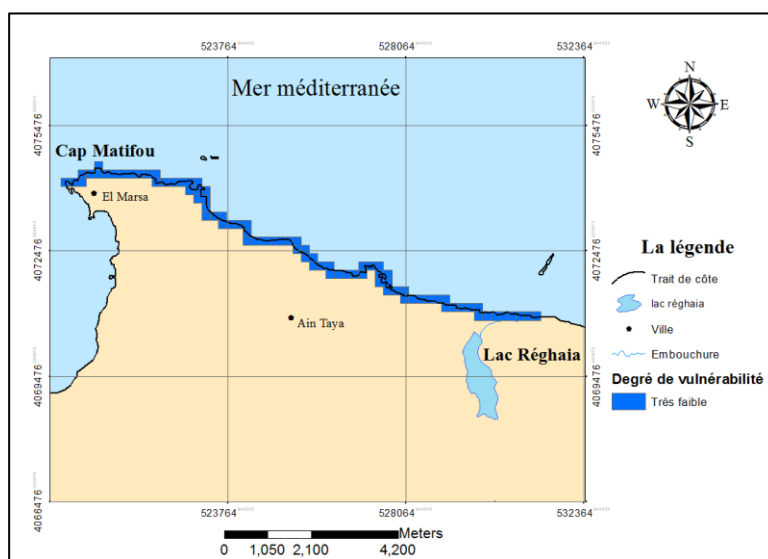 523764 528064 532364
Mer méditerranée
N
W E
S
4075476 4075476
Cap Matifou
El Marsa
4072476 4072476
La légende
Trait de côte
lac réghaia
Ville
Embouchure
Degré de vulnérabilité
Très faible
Ain Taya
Lac Réghaia
4069476 4069476
4066476 4066476
523764 528064 532364
Meters
0 1,050 2,100 4,200